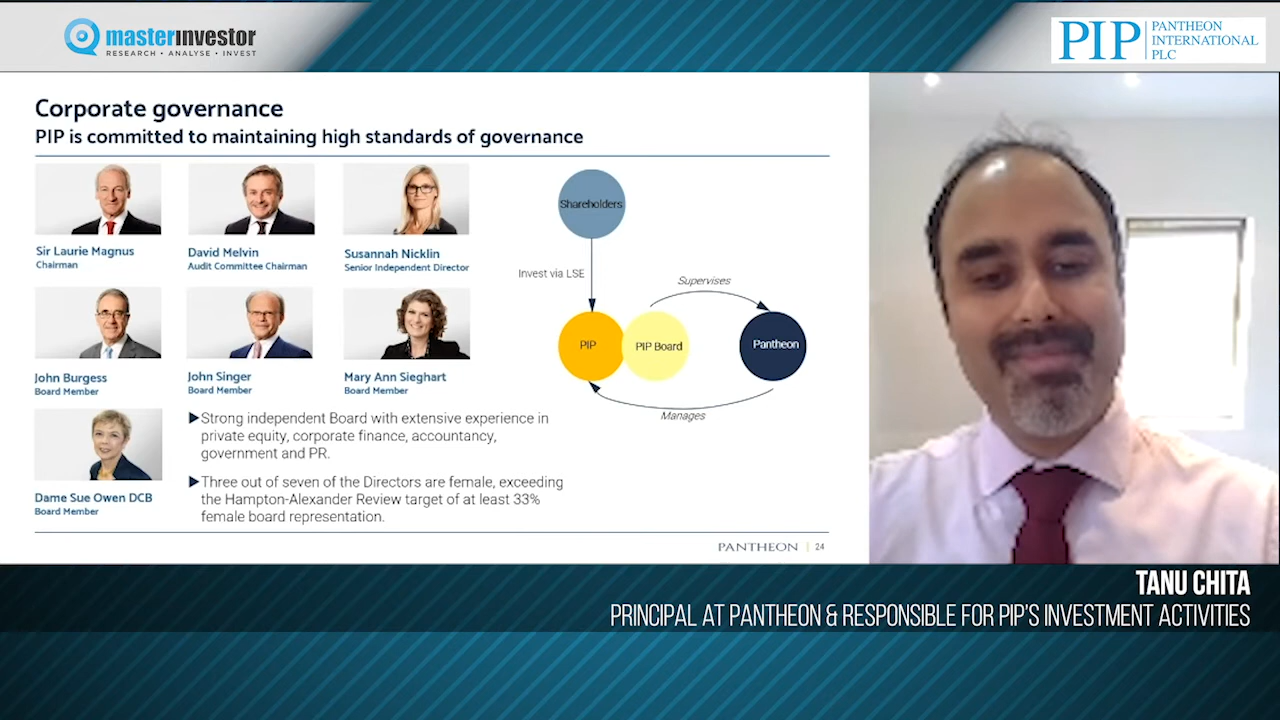 masterinvestor
RESEARCH • ANALYSE • INVEST
PIP
PANTHEON
INTERNATIONAL
PLC
Corporate governance
PIP is committed to maintaining high standards of governance
Sir Laurie Magnus
Chairman
David Melvin
Audit Committee Chairman
Susannah Nicklin
Senior Independent Director
John Burgess
Board Member
John Singer
Board Member
Mary Ann Sieghart
Board Member
Dame Sue Owen DCB
Board Member
▶Strong independent Board with extensive experience in
private equity, corporate finance, accountancy,
government and PR.
▶Three out of seven of the Directors are female, exceeding
the Hampton-Alexander Review target of at least 33%
female board representation.
Shareholders
Invest via LSE
Supervises
PIP
PIP Board
Pantheon
Manages
PANTHEON | 24
TANU CHITA
PRINCIPAL AT PANTHEON & RESPONSIBLE FOR PIP'S INVESTMENT ACTIVITIES